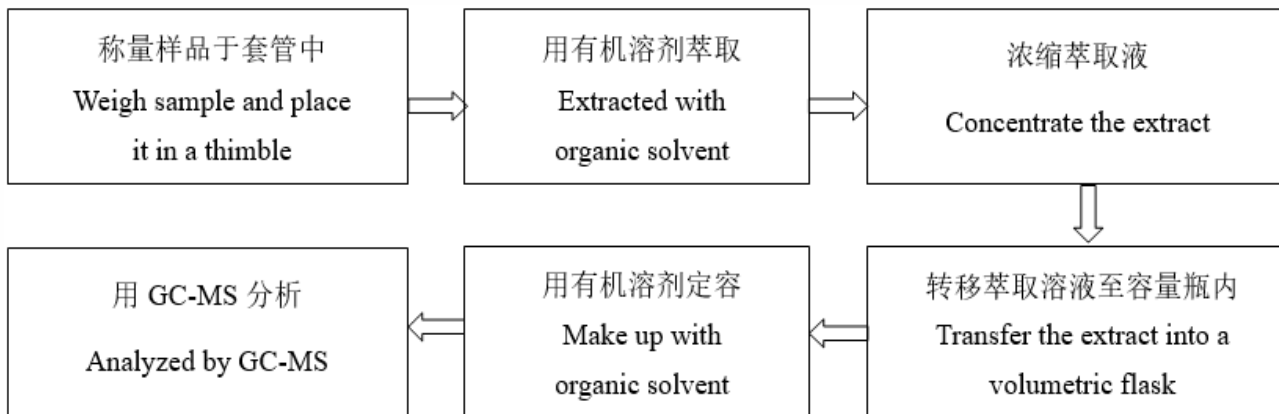 称量样品于套管中
Weigh sample and place
it in a thimble
用有机溶剂萃取
Extracted with
organic solvent
浓缩萃取液
Concentrate the extract
转移萃取溶液至容量瓶内
Transfer the extract into a
volumetric flask
用有机溶剂定容
Make up with
organic solvent
用 GC-MS 分析
Analyzed by GC-MS